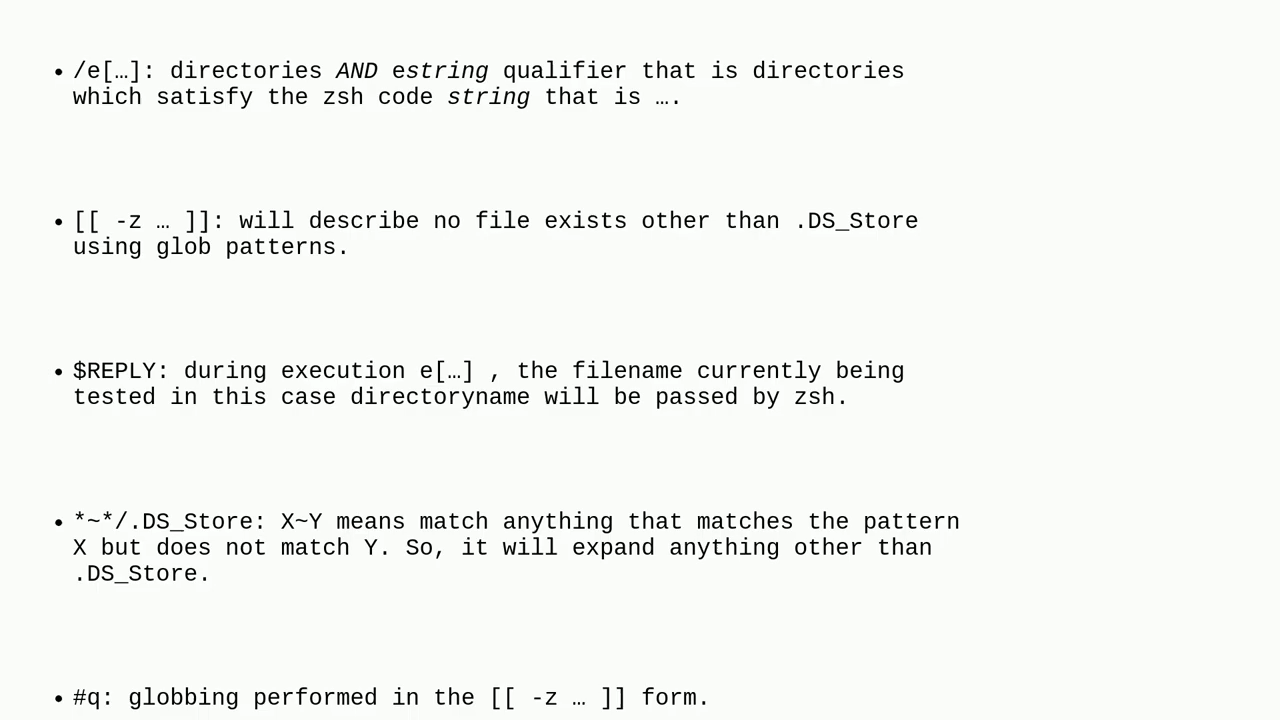 • /e[…]: directories AND estring qualifier that is directories
which satisfy the zsh code string that is ….
• [[ -z … ]]: will describe no file exists other than .DS_Store
using glob patterns.
• $REPLY: during execution e[…] , the filename currently being
tested in this case directoryname will be passed by zsh.
• *~*/.DS_Store: X~Y means match anything that matches the pattern
X but does not match Y. So, it will expand anything other than
.DS_Store.
• #q: globbing performed in the [[ -z … ]] form.